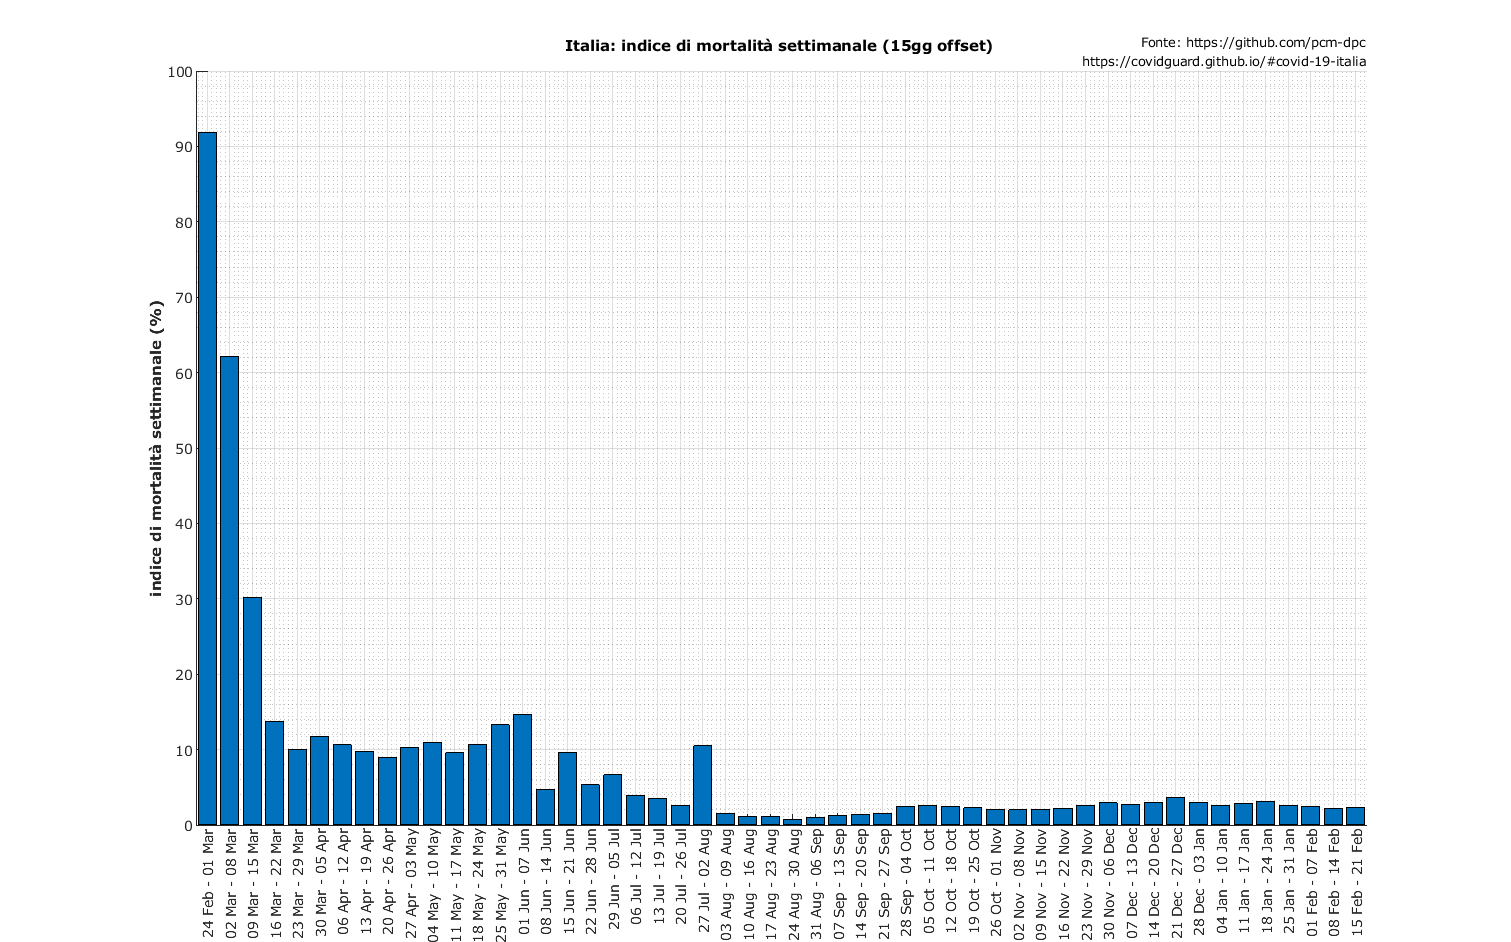 Italia: indice di mortalità settimanale (15gg offset)
Fonte: https://github.com/pcm-dpc
https://covidguard.github.io/#covid-19-italia
indice di mortalità settimanale (%)
100
90
80
70
60
50
40
30
20
10
0
24 Feb - 01 Mar
02 Mar - 08 Mar
09 Mar - 15 Mar
16 Mar - 22 Mar
23 Mar - 29 Mar
30 Mar - 05 Apr
06 Apr - 12 Apr
13 Apr - 19 Apr
20 Apr - 26 Apr
27 Apr - 03 May
04 May - 10 May
11 May - 17 May
18 May - 24 May
25 May - 31 May
01 Jun - 07 Jun
08 Jun - 14 Jun
15 Jun - 21 Jun
22 Jun - 28 Jun
29 Jun - 05 Jul
06 Jul - 12 Jul
13 Jul - 19 Jul
20 Jul - 26 Jul
27 Jul - 02 Aug
03 Aug - 09 Aug
10 Aug - 16 Aug
17 Aug - 23 Aug
24 Aug - 30 Aug
31 Aug - 06 Sep
07 Sep - 13 Sep
14 Sep - 20 Sep
21 Sep - 27 Sep
28 Sep - 04 Oct
05 Oct - 11 Oct
12 Oct - 18 Oct
19 Oct - 25 Oct
26 Oct - 01 Nov
02 Nov - 08 Nov
09 Nov - 15 Nov
16 Nov - 22 Nov
23 Nov - 29 Nov
30 Nov - 06 Dec
07 Dec - 13 Dec
14 Dec - 20 Dec
21 Dec - 27 Dec
28 Dec - 03 Jan
04 Jan - 10 Jan
11 Jan - 17 Jan
18 Jan - 24 Jan
25 Jan - 31 Jan
01 Feb - 07 Feb
08 Feb - 14 Feb
15 Feb - 21 Feb